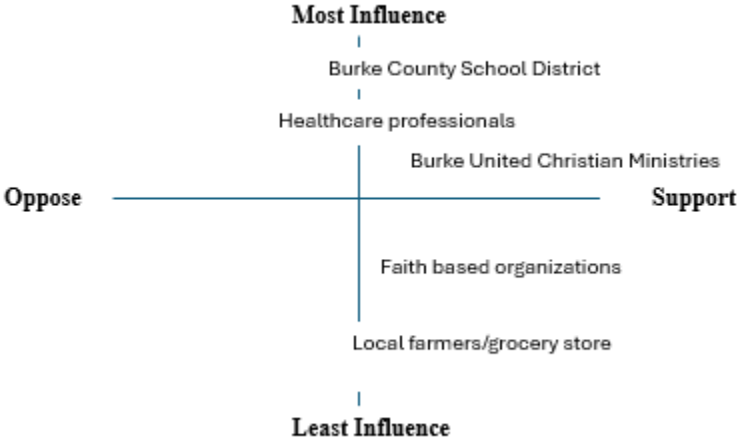 Most Influence
Burke County School District
Healthcare professionals
Burke United Christian Ministries
Oppose
Support
Faith based organizations
Local farmers/grocery store
Least Influence